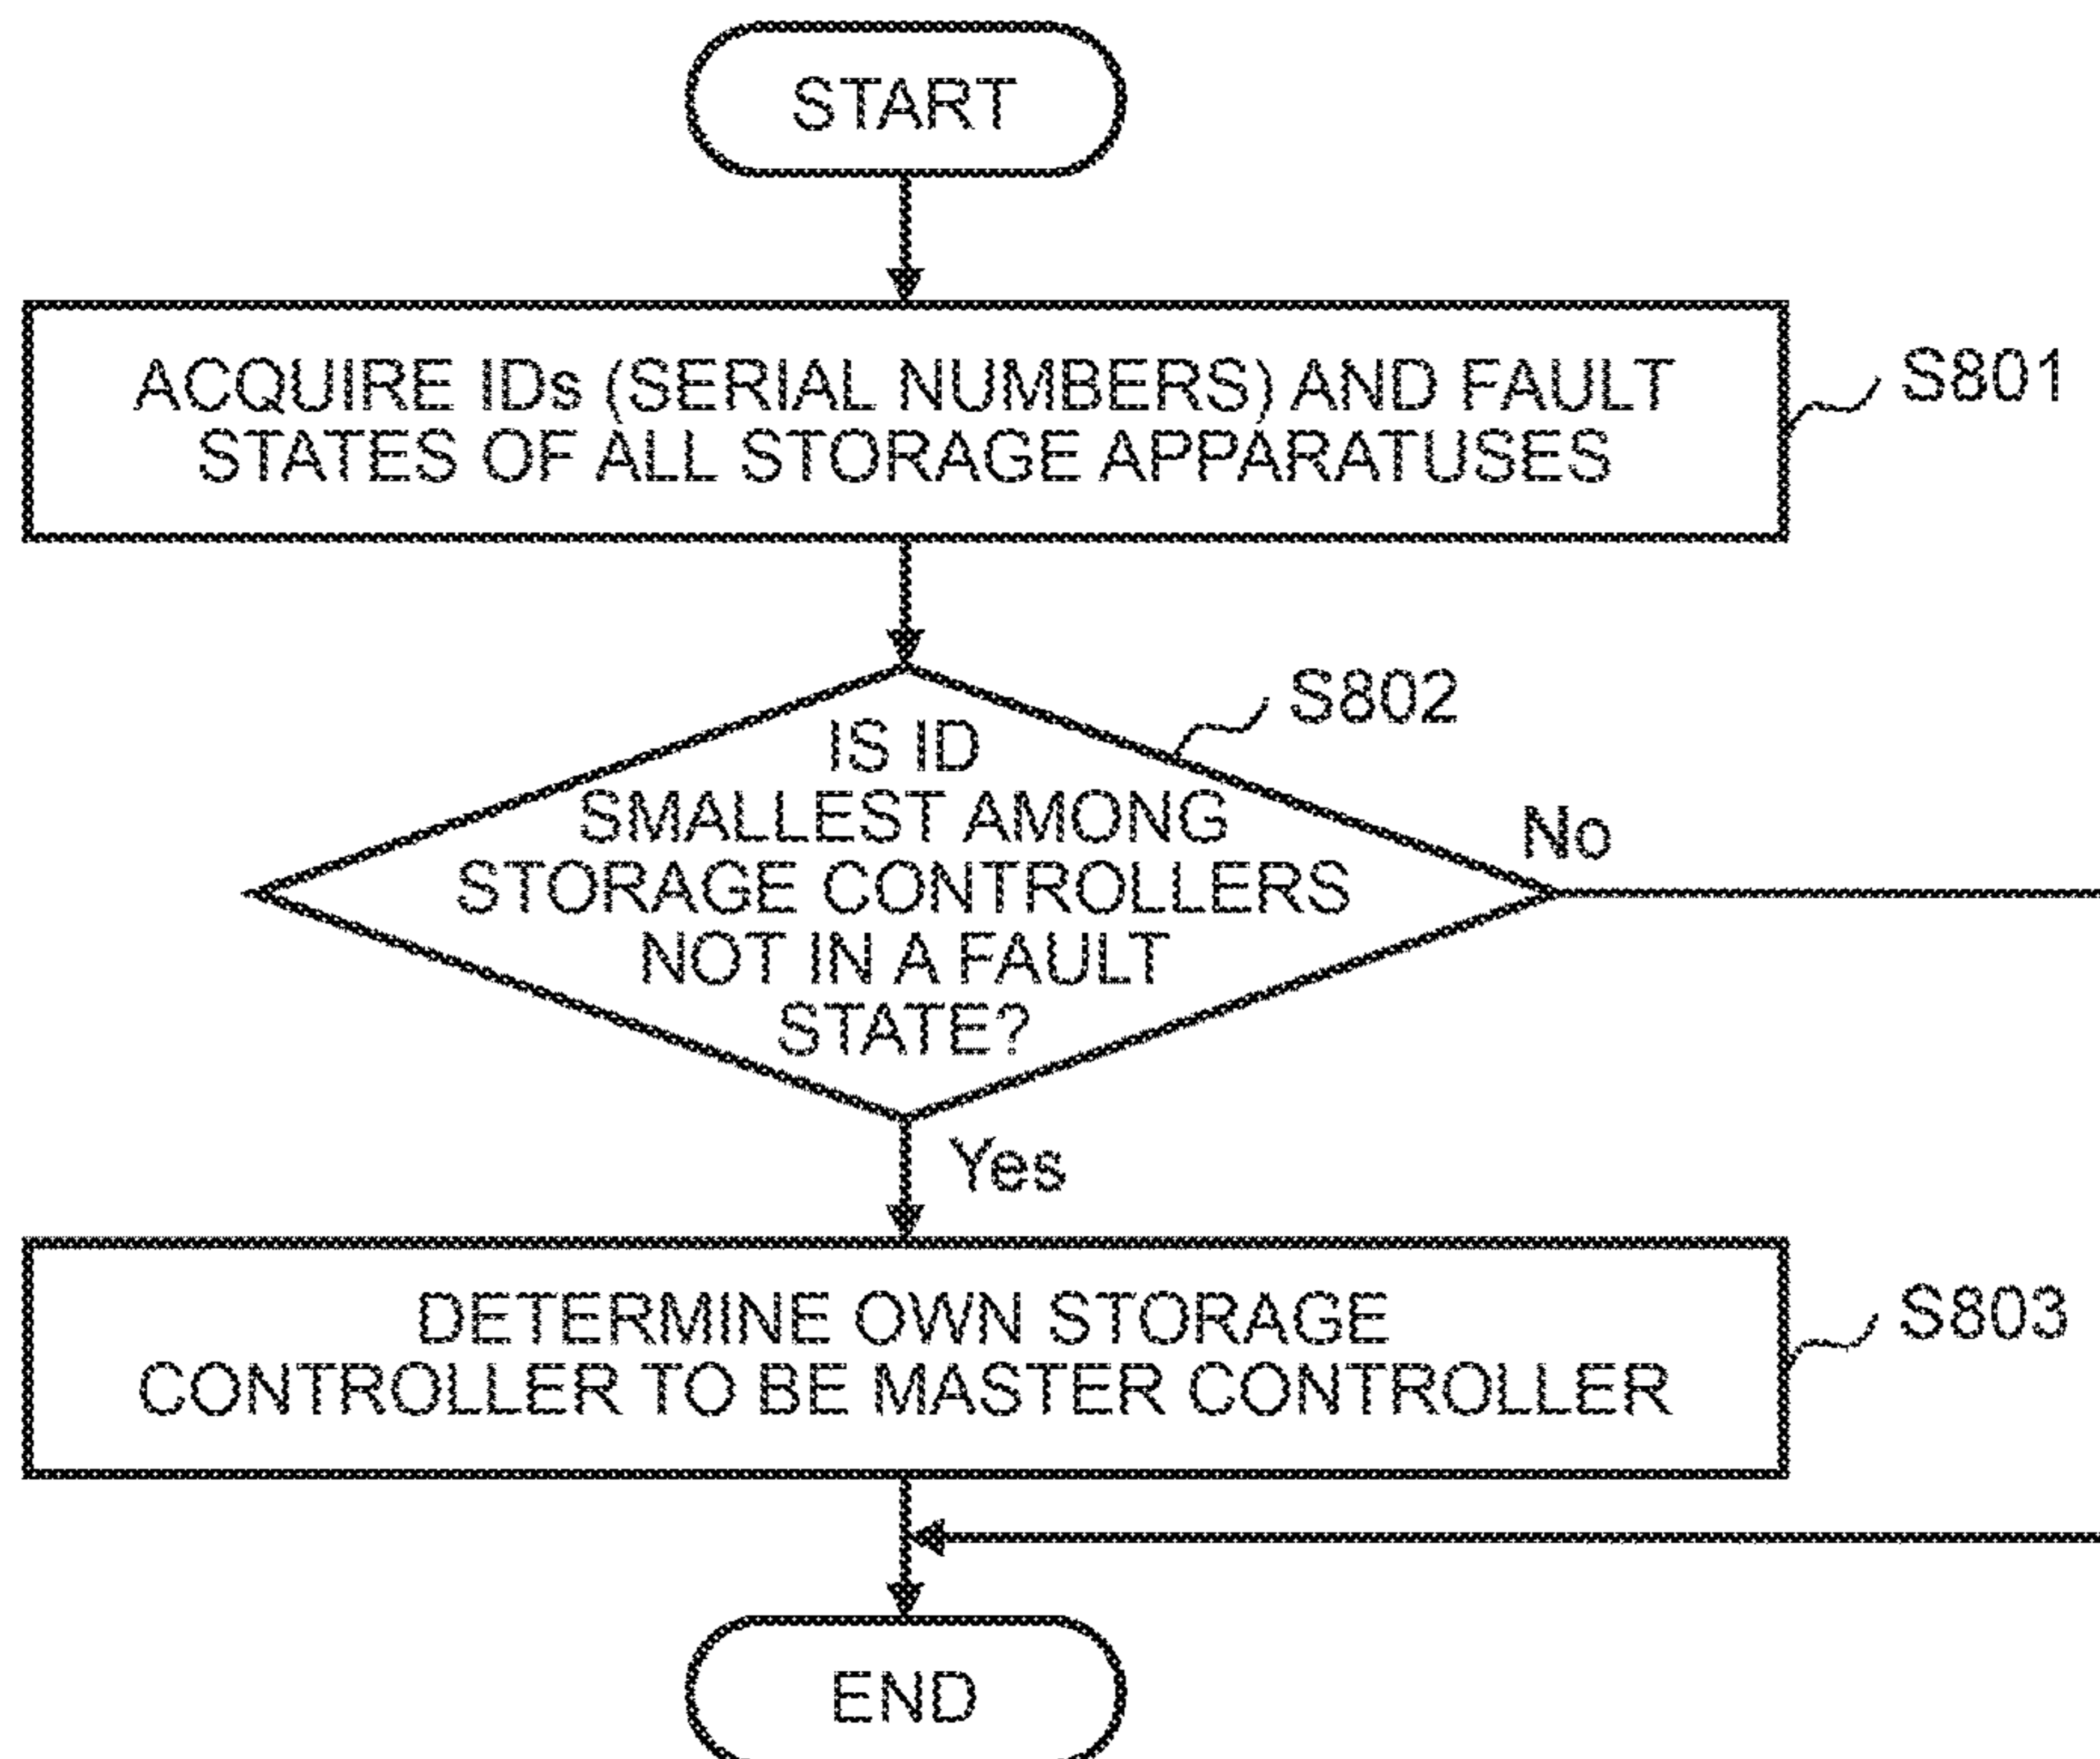 START
ACQUIRE IDs (SERIAL NUMBERS) AND FAULT
STATES OF ALL STORAGE APPARATUSES
S801
S802
IS ID
SMALLEST AMONG
STORAGE CONTROLLERS
NOT IN A FAULT
STATE?
No
Yes
DETERMINE OWN STORAGE
CONTROLLER TO BE MASTER CONTROLLER
S803
END